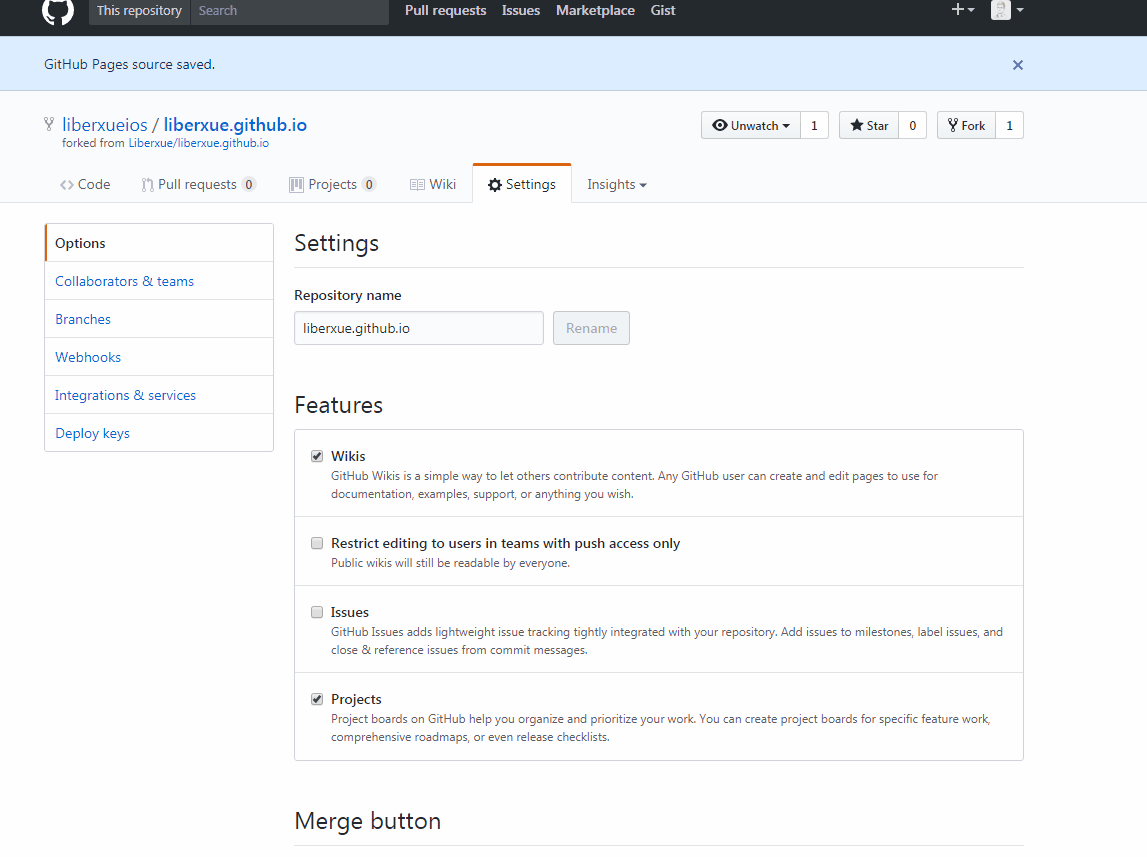 This repository Search Pull requests Issues Marketplace Gist
GitHub Pages source saved.
liberxueios / liberxue.github.io
forked from Liberxue/liberxue.github.io
Unwatch 1 Star 0 Fork 1
Code Pull requests 0 Projects 0 Wiki Settings Insights
Options
Collaborators & teams
Branches
Webhooks
Integrations & services
Deploy keys
Settings
Repository name
liberxue.github.io Rename
Features
Wikis
GitHub Wikis is a simple way to let others contribute content. Any GitHub user can create and edit pages to use for
documentation, examples, support, or anything you wish.
Restrict editing to users in teams with push access only
Public wikis will still be readable by everyone.
Issues
GitHub Issues adds lightweight issue tracking tightly integrated with your repository. Add issues to milestones, label issues, and
close & reference issues from commit messages.
Projects
Project boards on GitHub help you organize and prioritize your work. You can create project boards for specific feature work,
comprehensive roadmaps, or even release checklists.
Merge button